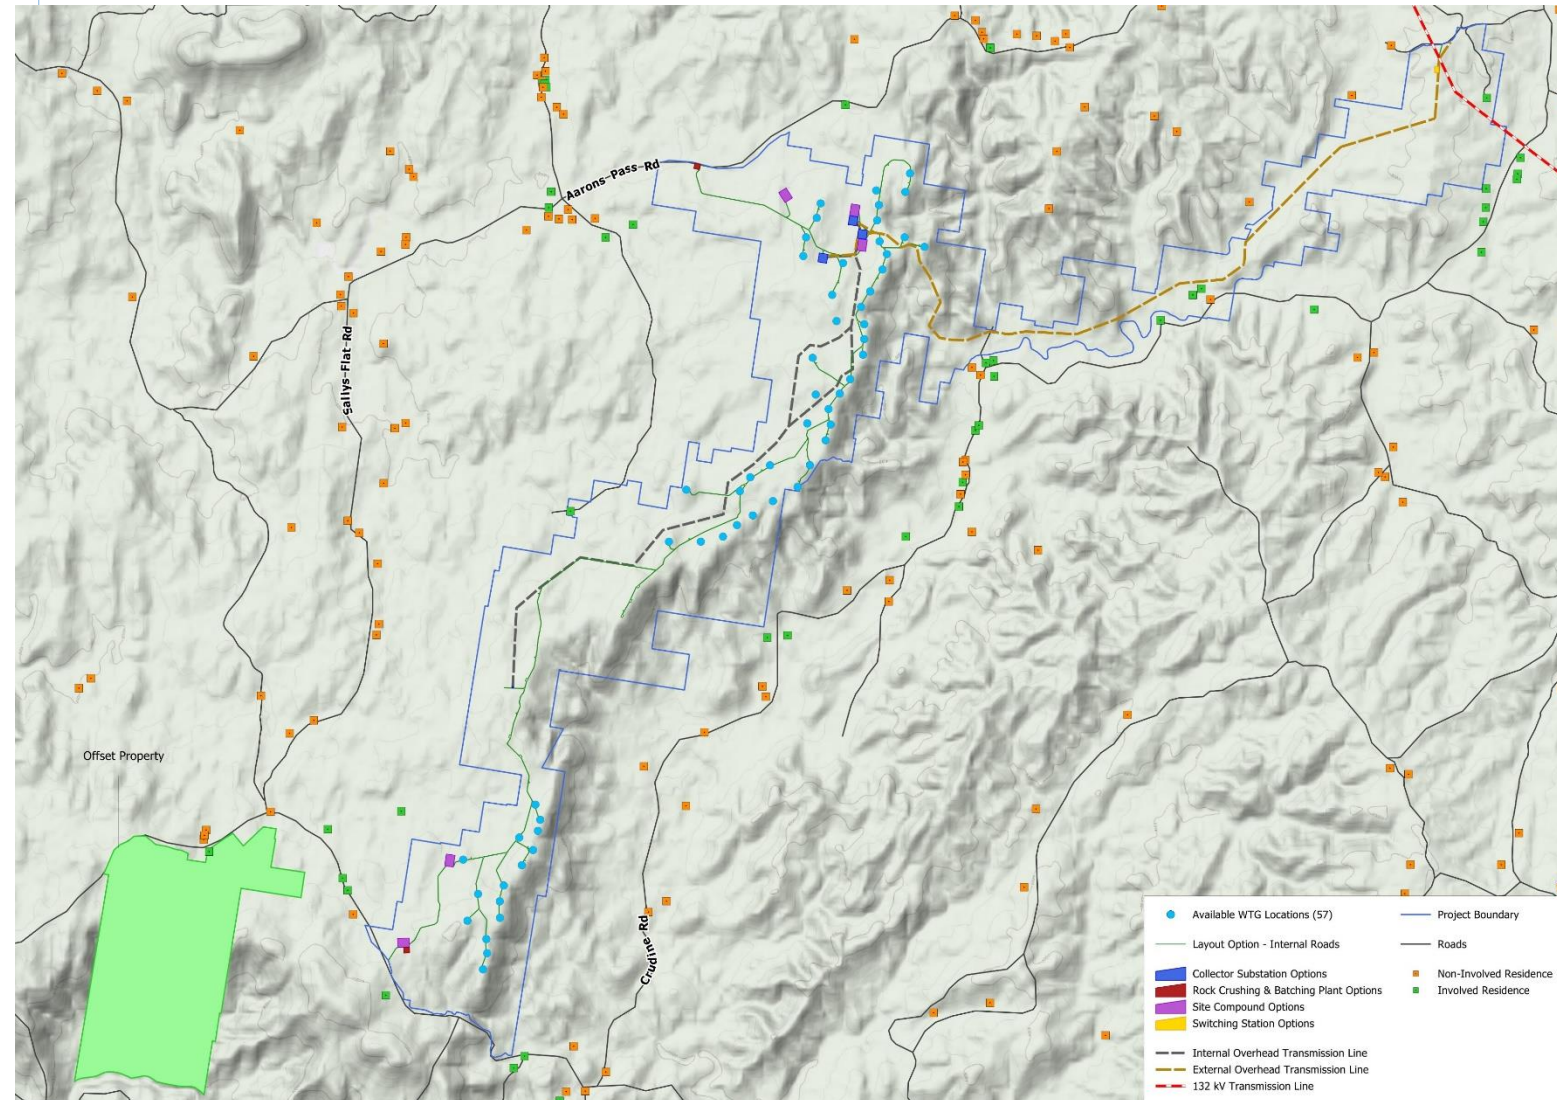 Aarons-Pass-Rd
Sallys-Flat-Rd
Offset Property
Crudine-Rd
Available WTG Locations (57)
Project Boundary
Layout Option - Internal Roads
Roads
Collector Substation Options
Non-Involved Residence
Rock Crushing & Batching Plant Options
Involved Residence
Site Compound Options
Switching Station Options
Internal Overhead Transmission Line
External Overhead Transmission Line
132 kV Transmission Line